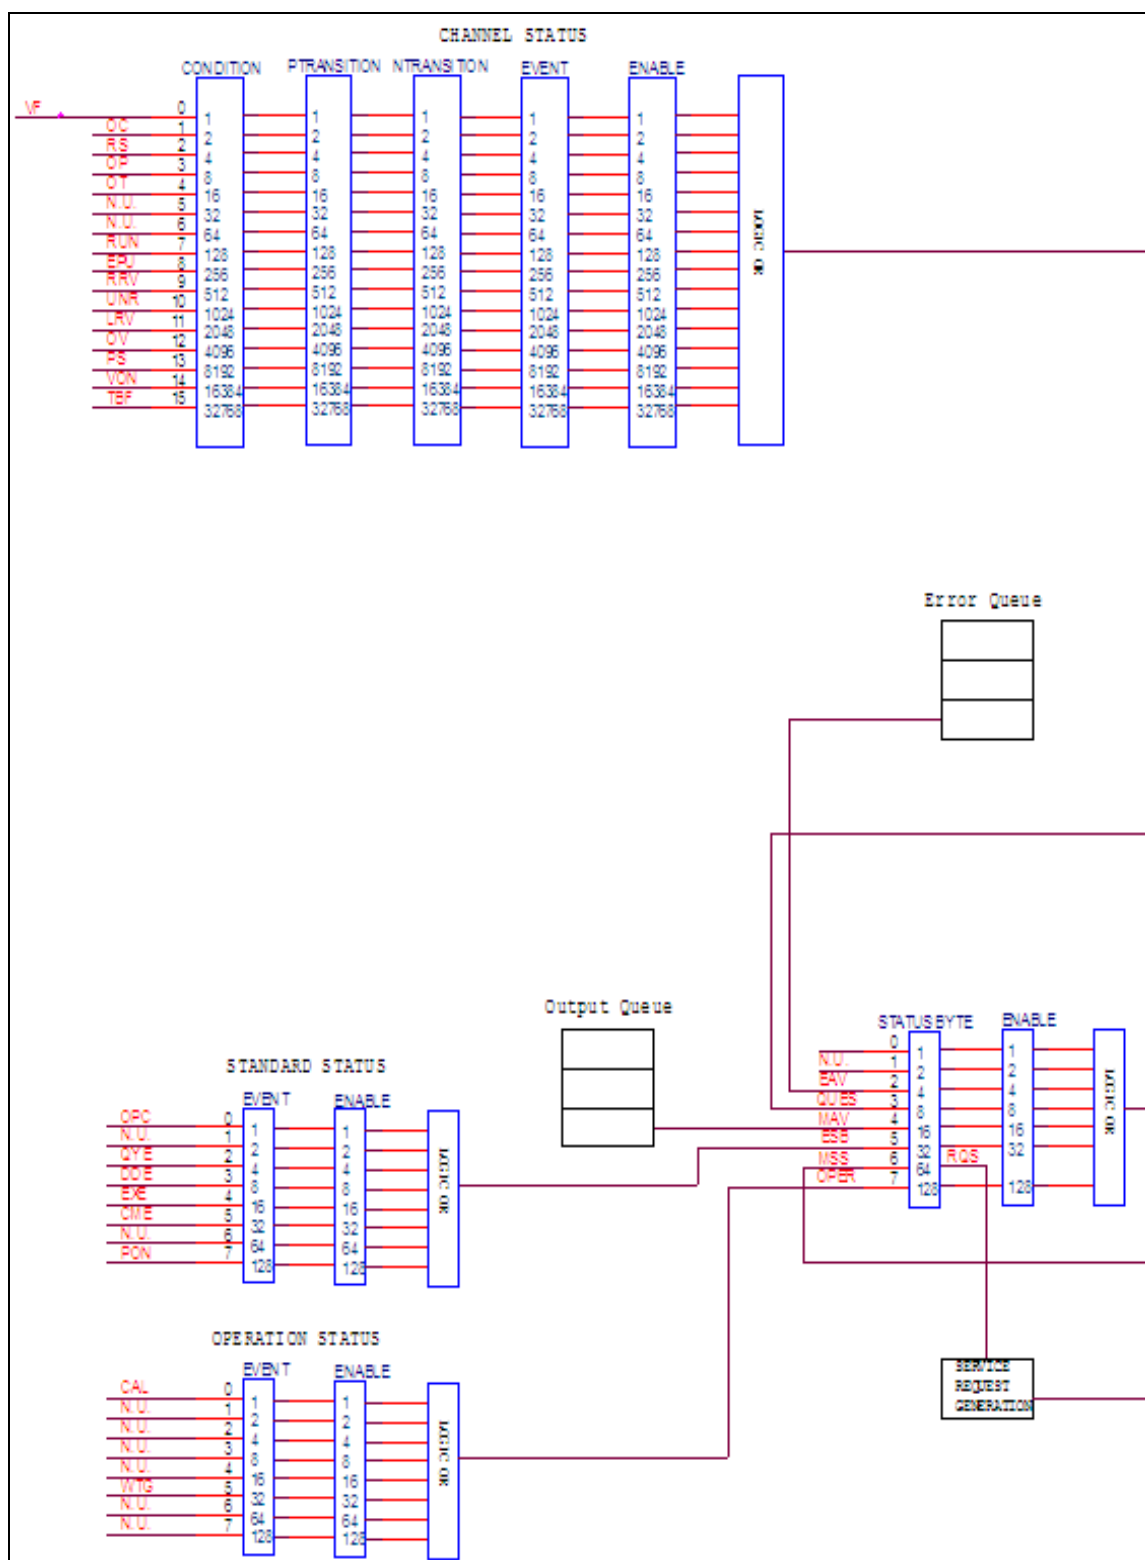 CHANNEL STATUS
CONDITION PTRANSITION NTRANSITION EVENT ENABLE
VF 0 1 1 1 1 1
OC 1 2 2 2 2 2
RS 2 4 4 4 4 4
OP 3 8 8 8 8 8
OT 4 16 16 16 16 16
N.U. 5 32 32 32 32 32
N.U. 6 64 64 64 64 64
RUN 7 128 128 128 128 128
EPU 8 256 256 256 256 256
RRV 9 512 512 512 512 512
UNR 10 1024 1024 1024 1024 1024
LRV 11 2048 2048 2048 2048 2048
OV 12 4096 4096 4096 4096 4096
PS 13 8192 8192 8192 8192 8192
VON 14 16384 16384 16384 16384 16384
TBF 15 32768 32768 32768 32768 32768
LOGIC OR
Error Queue
Output Queue
STATUS BYTE ENABLE
0 1 1
N.U. 1 2 2
EAV 2 4 4
QUES 3 8 8
MAV 4 16 16
ESB 5 32 32
MSS 6 64 RQS
OPER 7 128 128
LOGIC OR
STANDARD STATUS
EVENT ENABLE
OPC 0 1 1
N.U. 1 2 2
QYE 2 4 4
DDE 3 8 8
EXE 4 16 16
CME 5 32 32
N.U. 6 64 64
PON 7 128 128
LOGIC OR
OPERATION STATUS
EVENT ENABLE
CAL 0 1 1
N.U. 1 2 2
N.U. 2 4 4
N.U. 3 8 8
N.U. 4 16 16
WTG 5 32 32
N.U. 6 64 64
N.U. 7 128 128
LOGIC OR
SERVICE
REQUEST
GENERATION